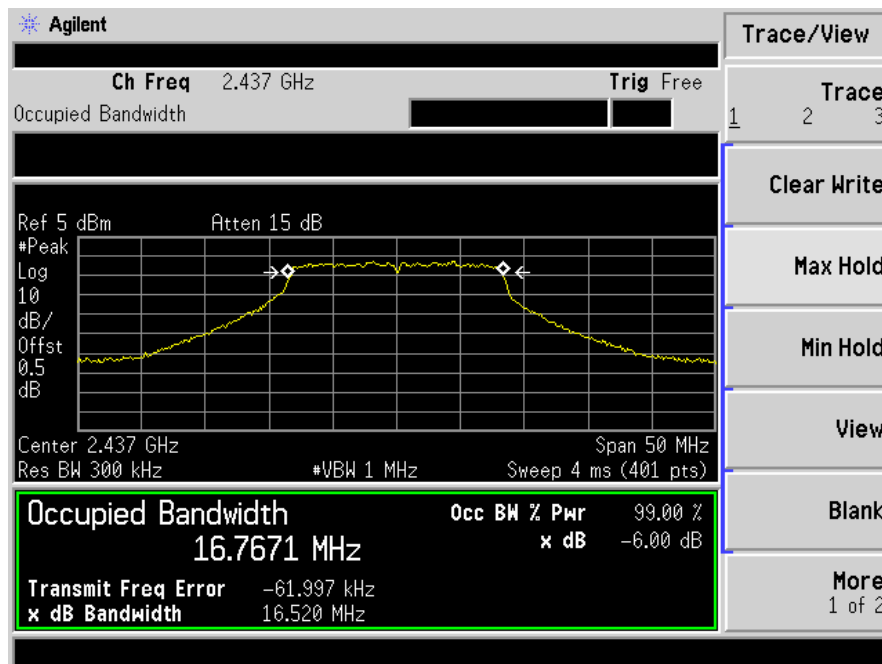 Agilent
Trace/View
Ch Freq 2.437 GHz Trig Free
Occupied Bandwidth
Trace
1 2 3
Clear Write
Max Hold
Min Hold
View
Blank
More
1 of 2
Ref 5 dBm Atten 15 dB
#Peak
Log
10
dB/
Offst
0.5
dB
Center 2.437 GHz Span 50 MHz
Res BW 300 kHz #VBW 1 MHz Sweep 4 ms (401 pts)
Occupied Bandwidth
16.7671 MHz
Occ BW % Pwr 99.00 %
x dB -6.00 dB
Transmit Freq Error -61.997 kHz
x dB Bandwidth 16.520 MHz